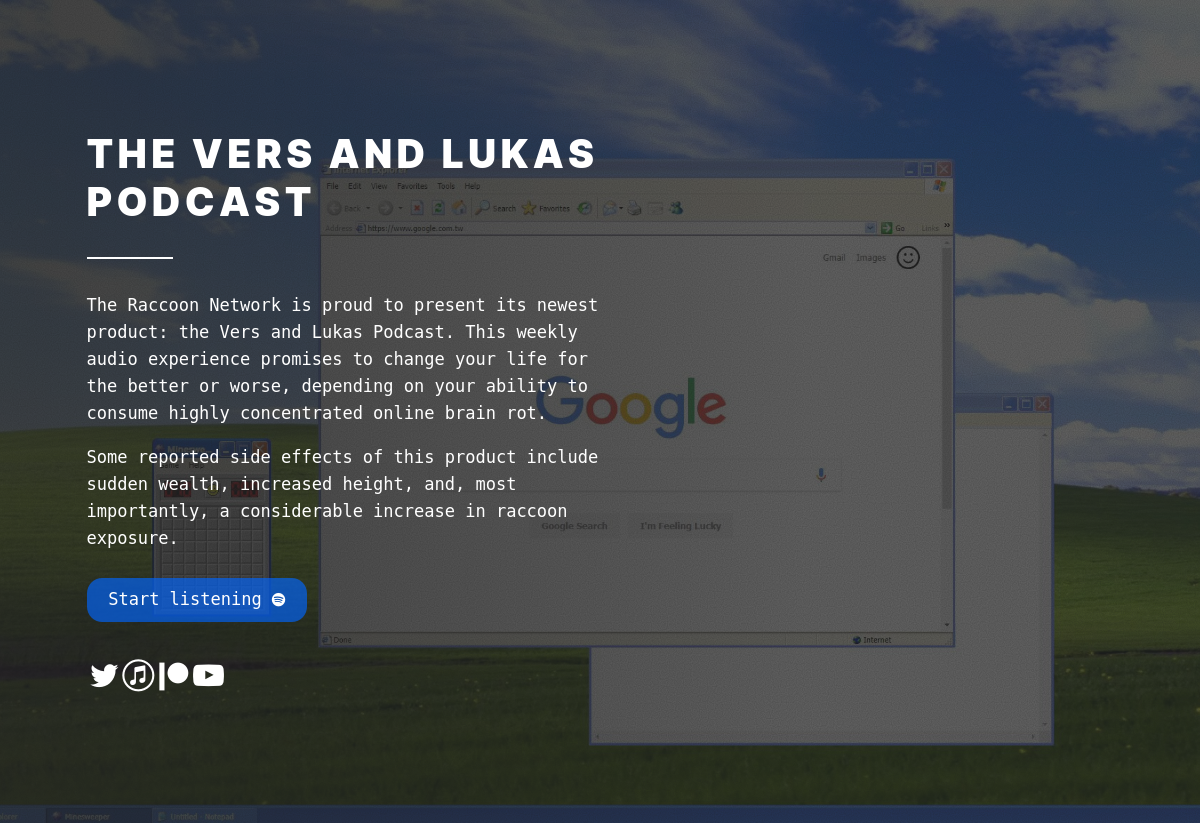 THE VERS AND LUKAS
PODCAST
File Edit View Favorites Tools Help
Back Search Favorites
Address https://www.google.com.tw Go Links »
Gmail Images
The Raccoon Network is proud to present its newest
product: the Vers and Lukas Podcast. This weekly
audio experience promises to change your life for
the better or worse, depending on your ability to
consume highly concentrated online brain rot.
Google
Some reported side effects of this product include
sudden wealth, increased height, and, most
importantly, a considerable increase in raccoon
exposure.
Google Search I'm Feeling Lucky
Start listening
Done Internet
Minesweeper Untitled - Notepad